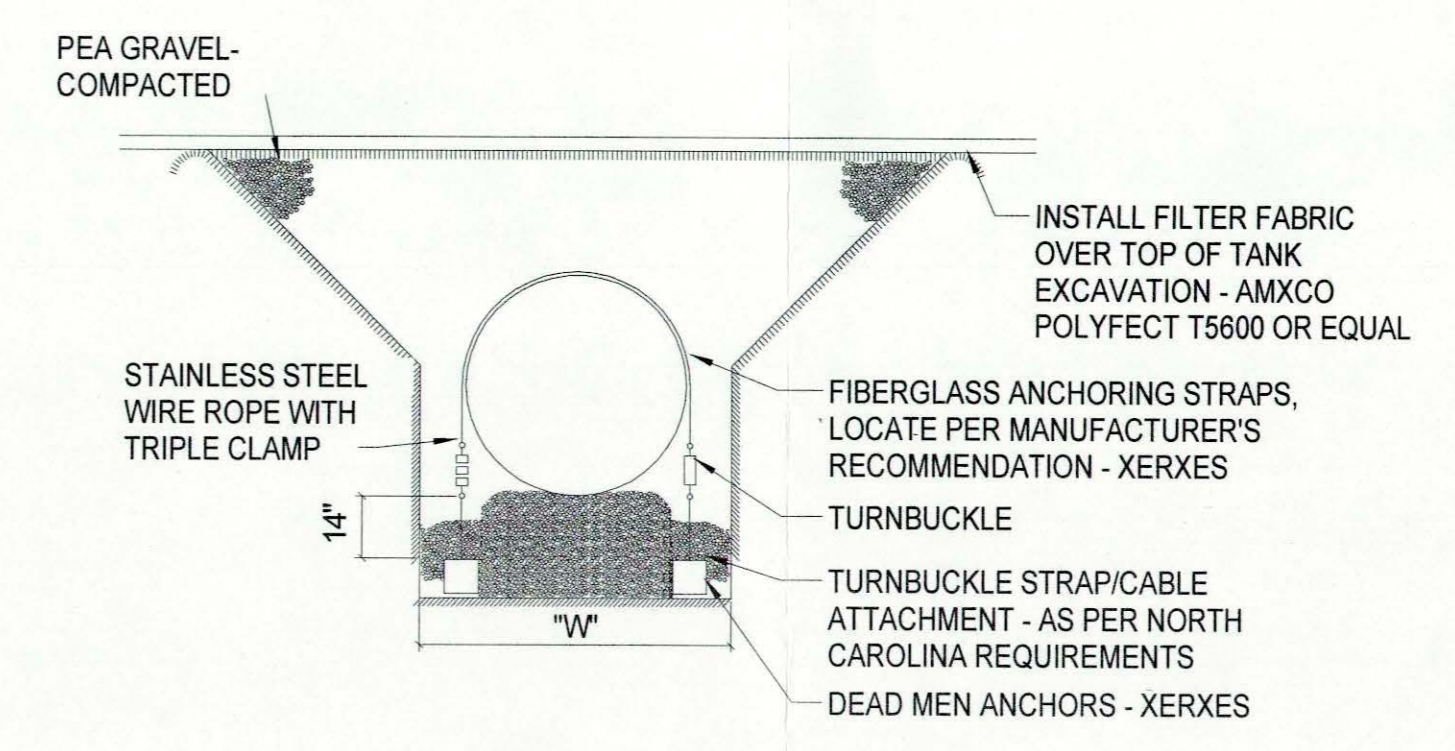 PEA GRAVEL-
COMPACTED
INSTALL FILTER FABRIC
OVER TOP OF TANK
EXCAVATION - AMXCO
POLYFECT T5600 OR EQUAL
STAINLESS STEEL
WIRE ROPE WITH
TRIPLE CLAMP
FIBERGLASS ANCHORING STRAPS,
LOCATE PER MANUFACTURER'S
RECOMMENDATION - XERXES
14"
TURNBUCKLE
TURNBUCKLE STRAP/CABLE
ATTACHMENT - AS PER NORTH
CAROLINA REQUIREMENTS
"W"
DEAD MEN ANCHORS - XERXES